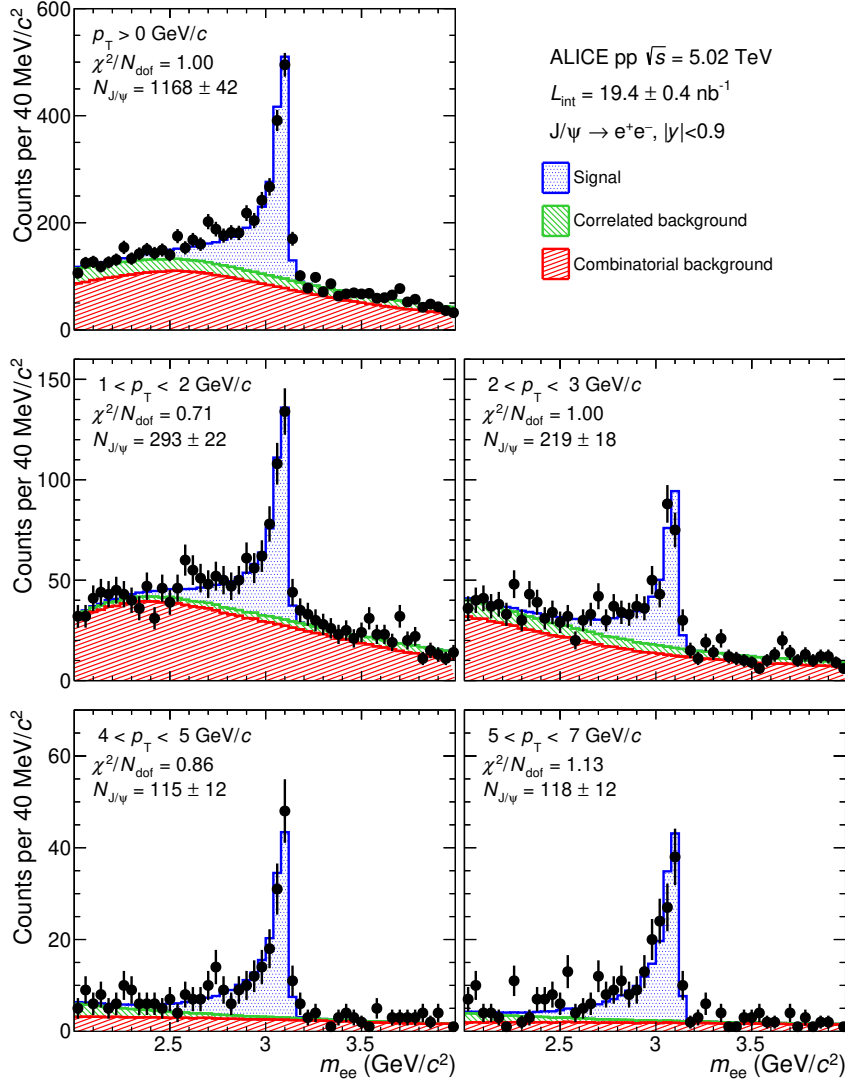 Counts per 40 MeV/c²
600
400
200
0
p_T > 0 GeV/c
χ²/N_dof = 1.00
N_J/ψ = 1168 ± 42
ALICE pp √s = 5.02 TeV
L_int = 19.4 ± 0.4 nb⁻¹
J/ψ → e⁺e⁻, |y|<0.9
Signal
Correlated background
Combinatorial background
Counts per 40 MeV/c²
150
100
50
0
1 < p_T < 2 GeV/c
χ²/N_dof = 0.71
N_J/ψ = 293 ± 22
2 < p_T < 3 GeV/c
χ²/N_dof = 1.00
N_J/ψ = 219 ± 18
Counts per 40 MeV/c²
60
40
20
0
4 < p_T < 5 GeV/c
χ²/N_dof = 0.86
N_J/ψ = 115 ± 12
5 < p_T < 7 GeV/c
χ²/N_dof = 1.13
N_J/ψ = 118 ± 12
2.5 3 3.5
m_ee (GeV/c²)
2.5 3 3.5
m_ee (GeV/c²)